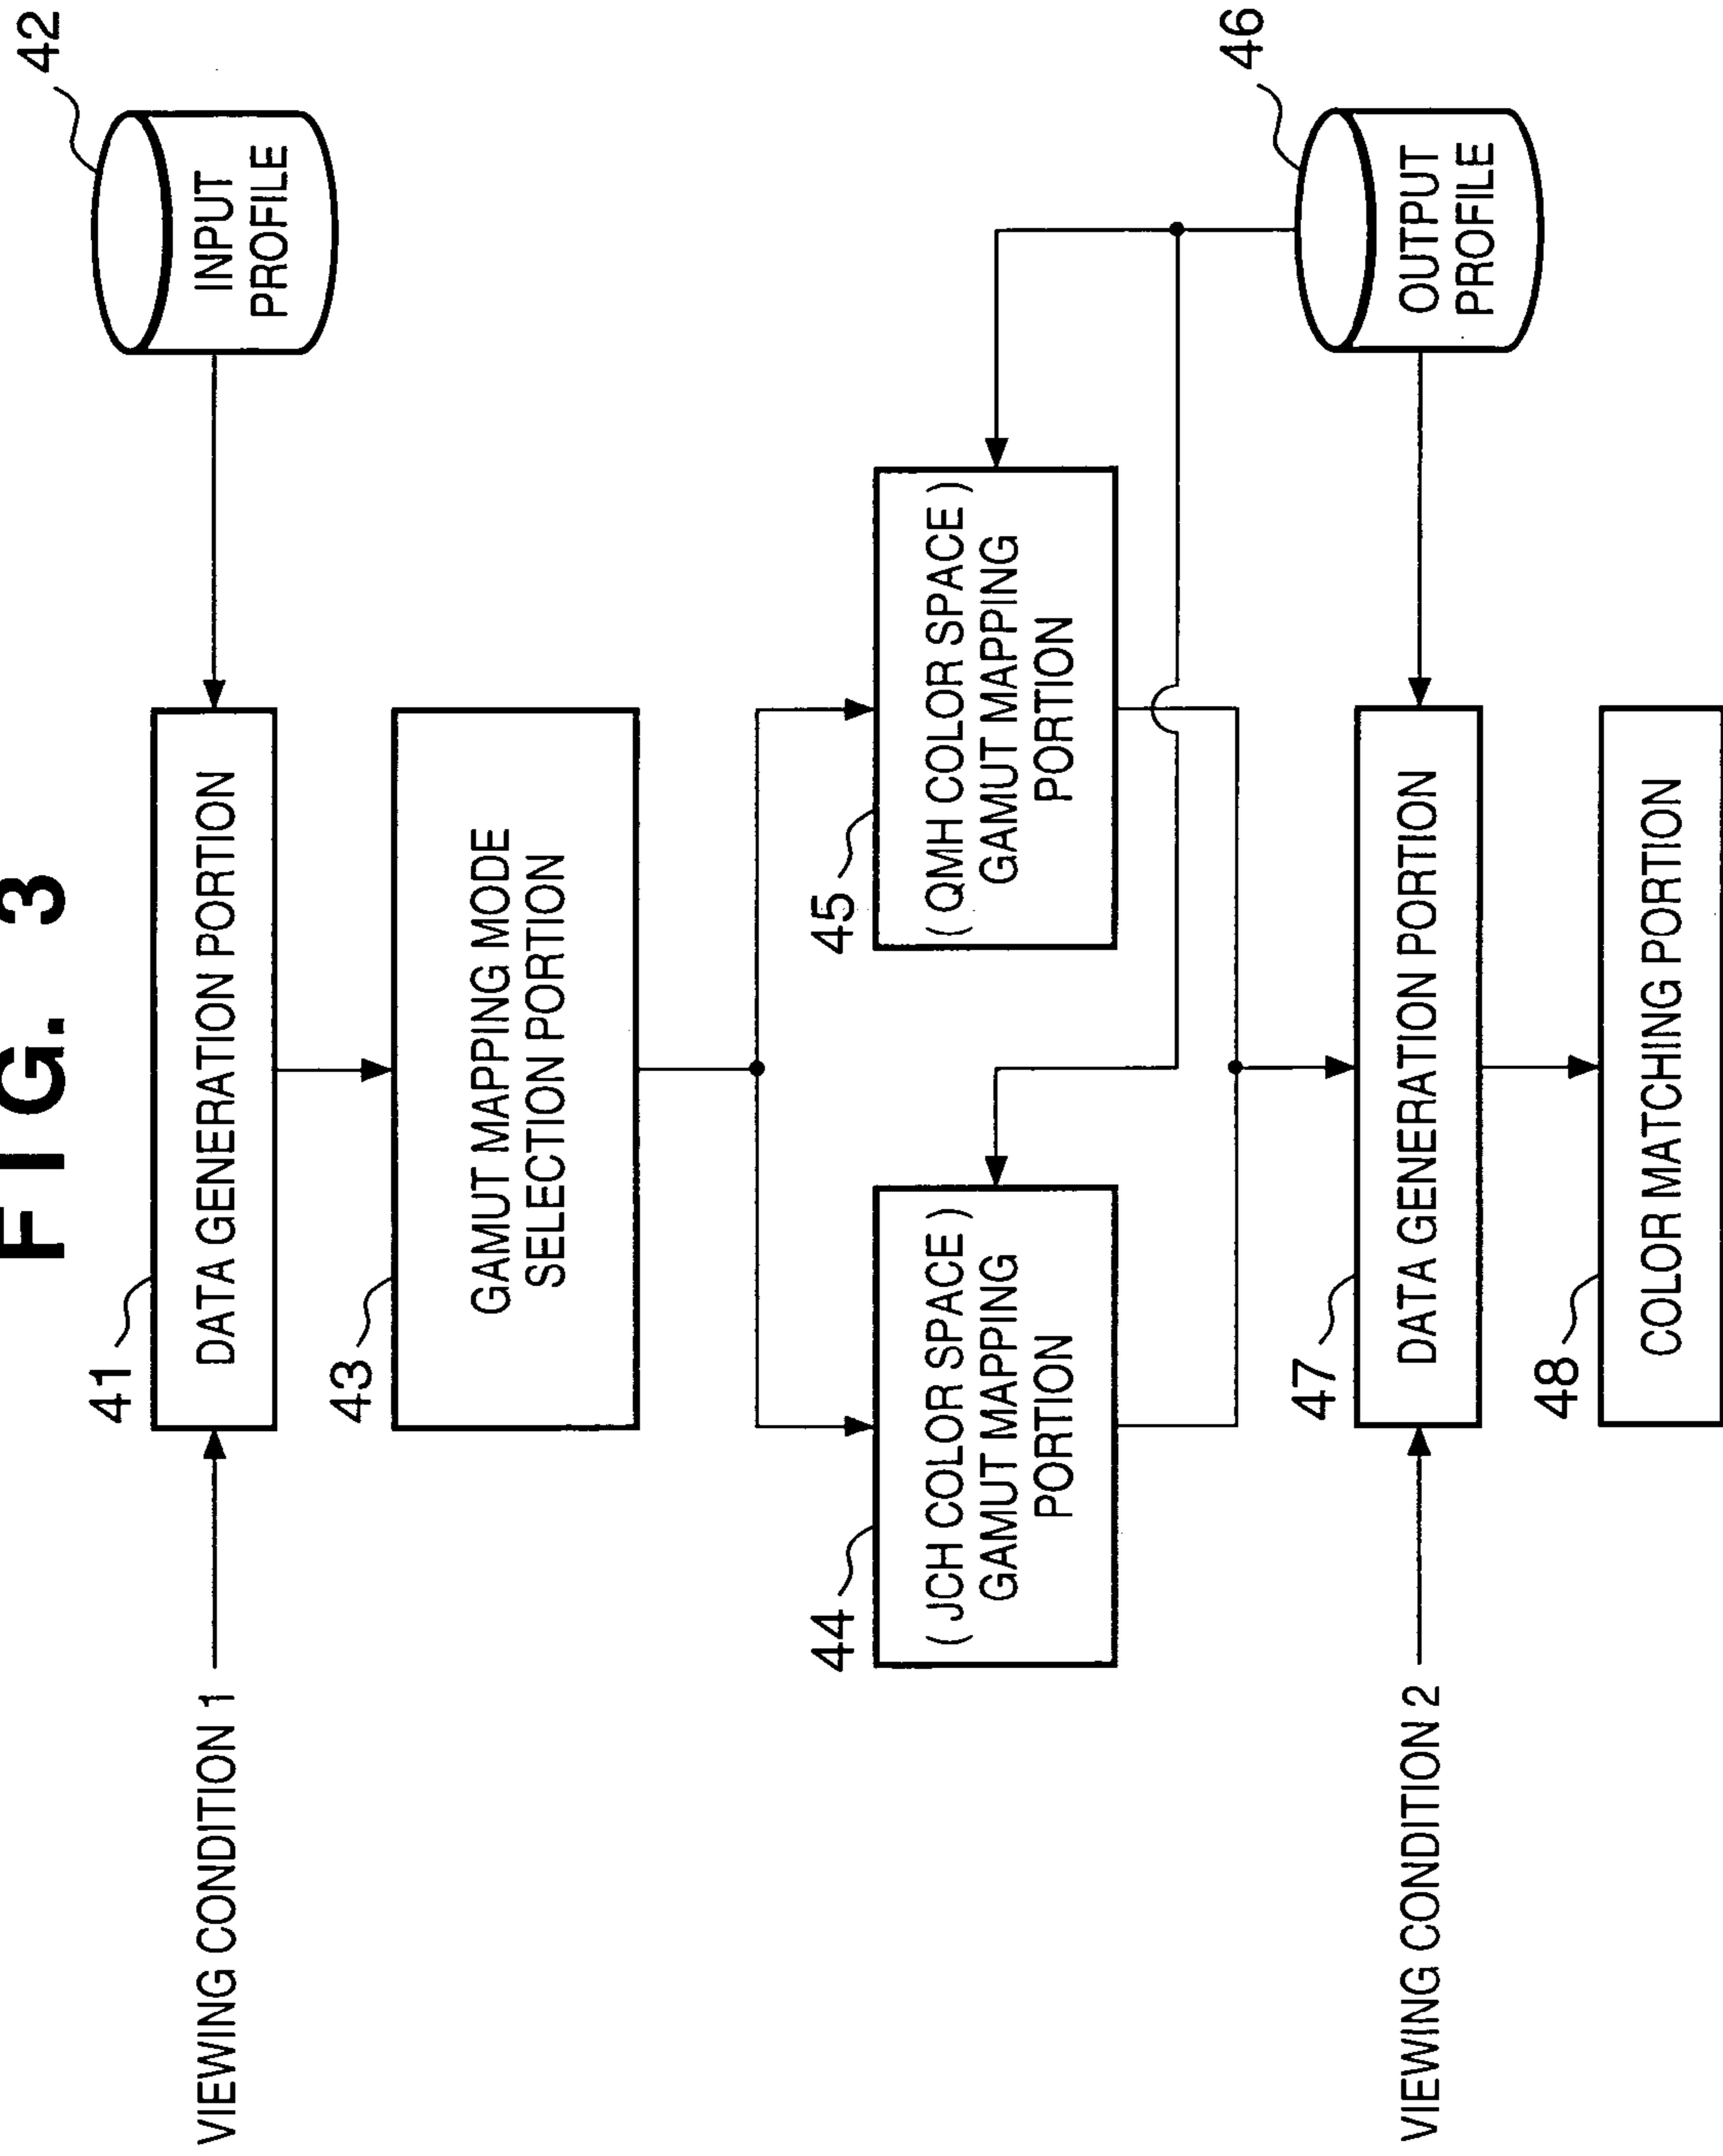 FIG. 3
42
INPUT
PROFILE
41
DATA GENERATION PORTION
VIEWING CONDITION 1
43
GAMUT MAPPING MODE
SELECTION PORTION
44
( JCH COLOR SPACE )
GAMUT MAPPING
PORTION
45
( QMH COLOR SPACE )
GAMUT MAPPING
PORTION
46
OUTPUT
PROFILE
47
DATA GENERATION PORTION
VIEWING CONDITION 2
48
COLOR MATCHING PORTION